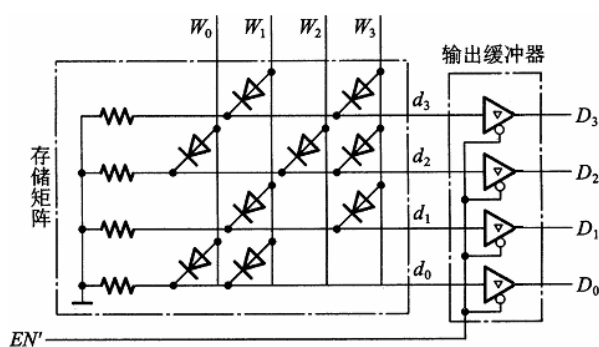 W₀ W₁ W₂ W₃
输出缓冲器
存储矩阵
d₃ D₃
d₂ D₂
d₁ D₁
d₀ D₀
EN'